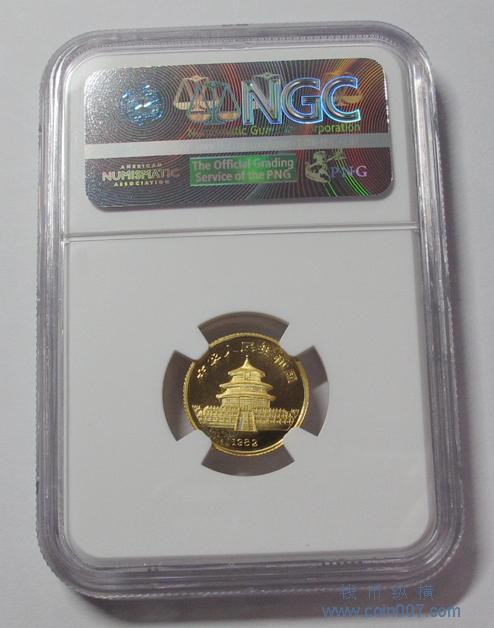 NGC
Numismatic Guaranty Corporation
AMERICAN
NUMISMATIC
ASSOCIATION
The Official Grading
Service of the PNG
PNG
中华人民共和国
1982
钱币纵横
www.coin007.com